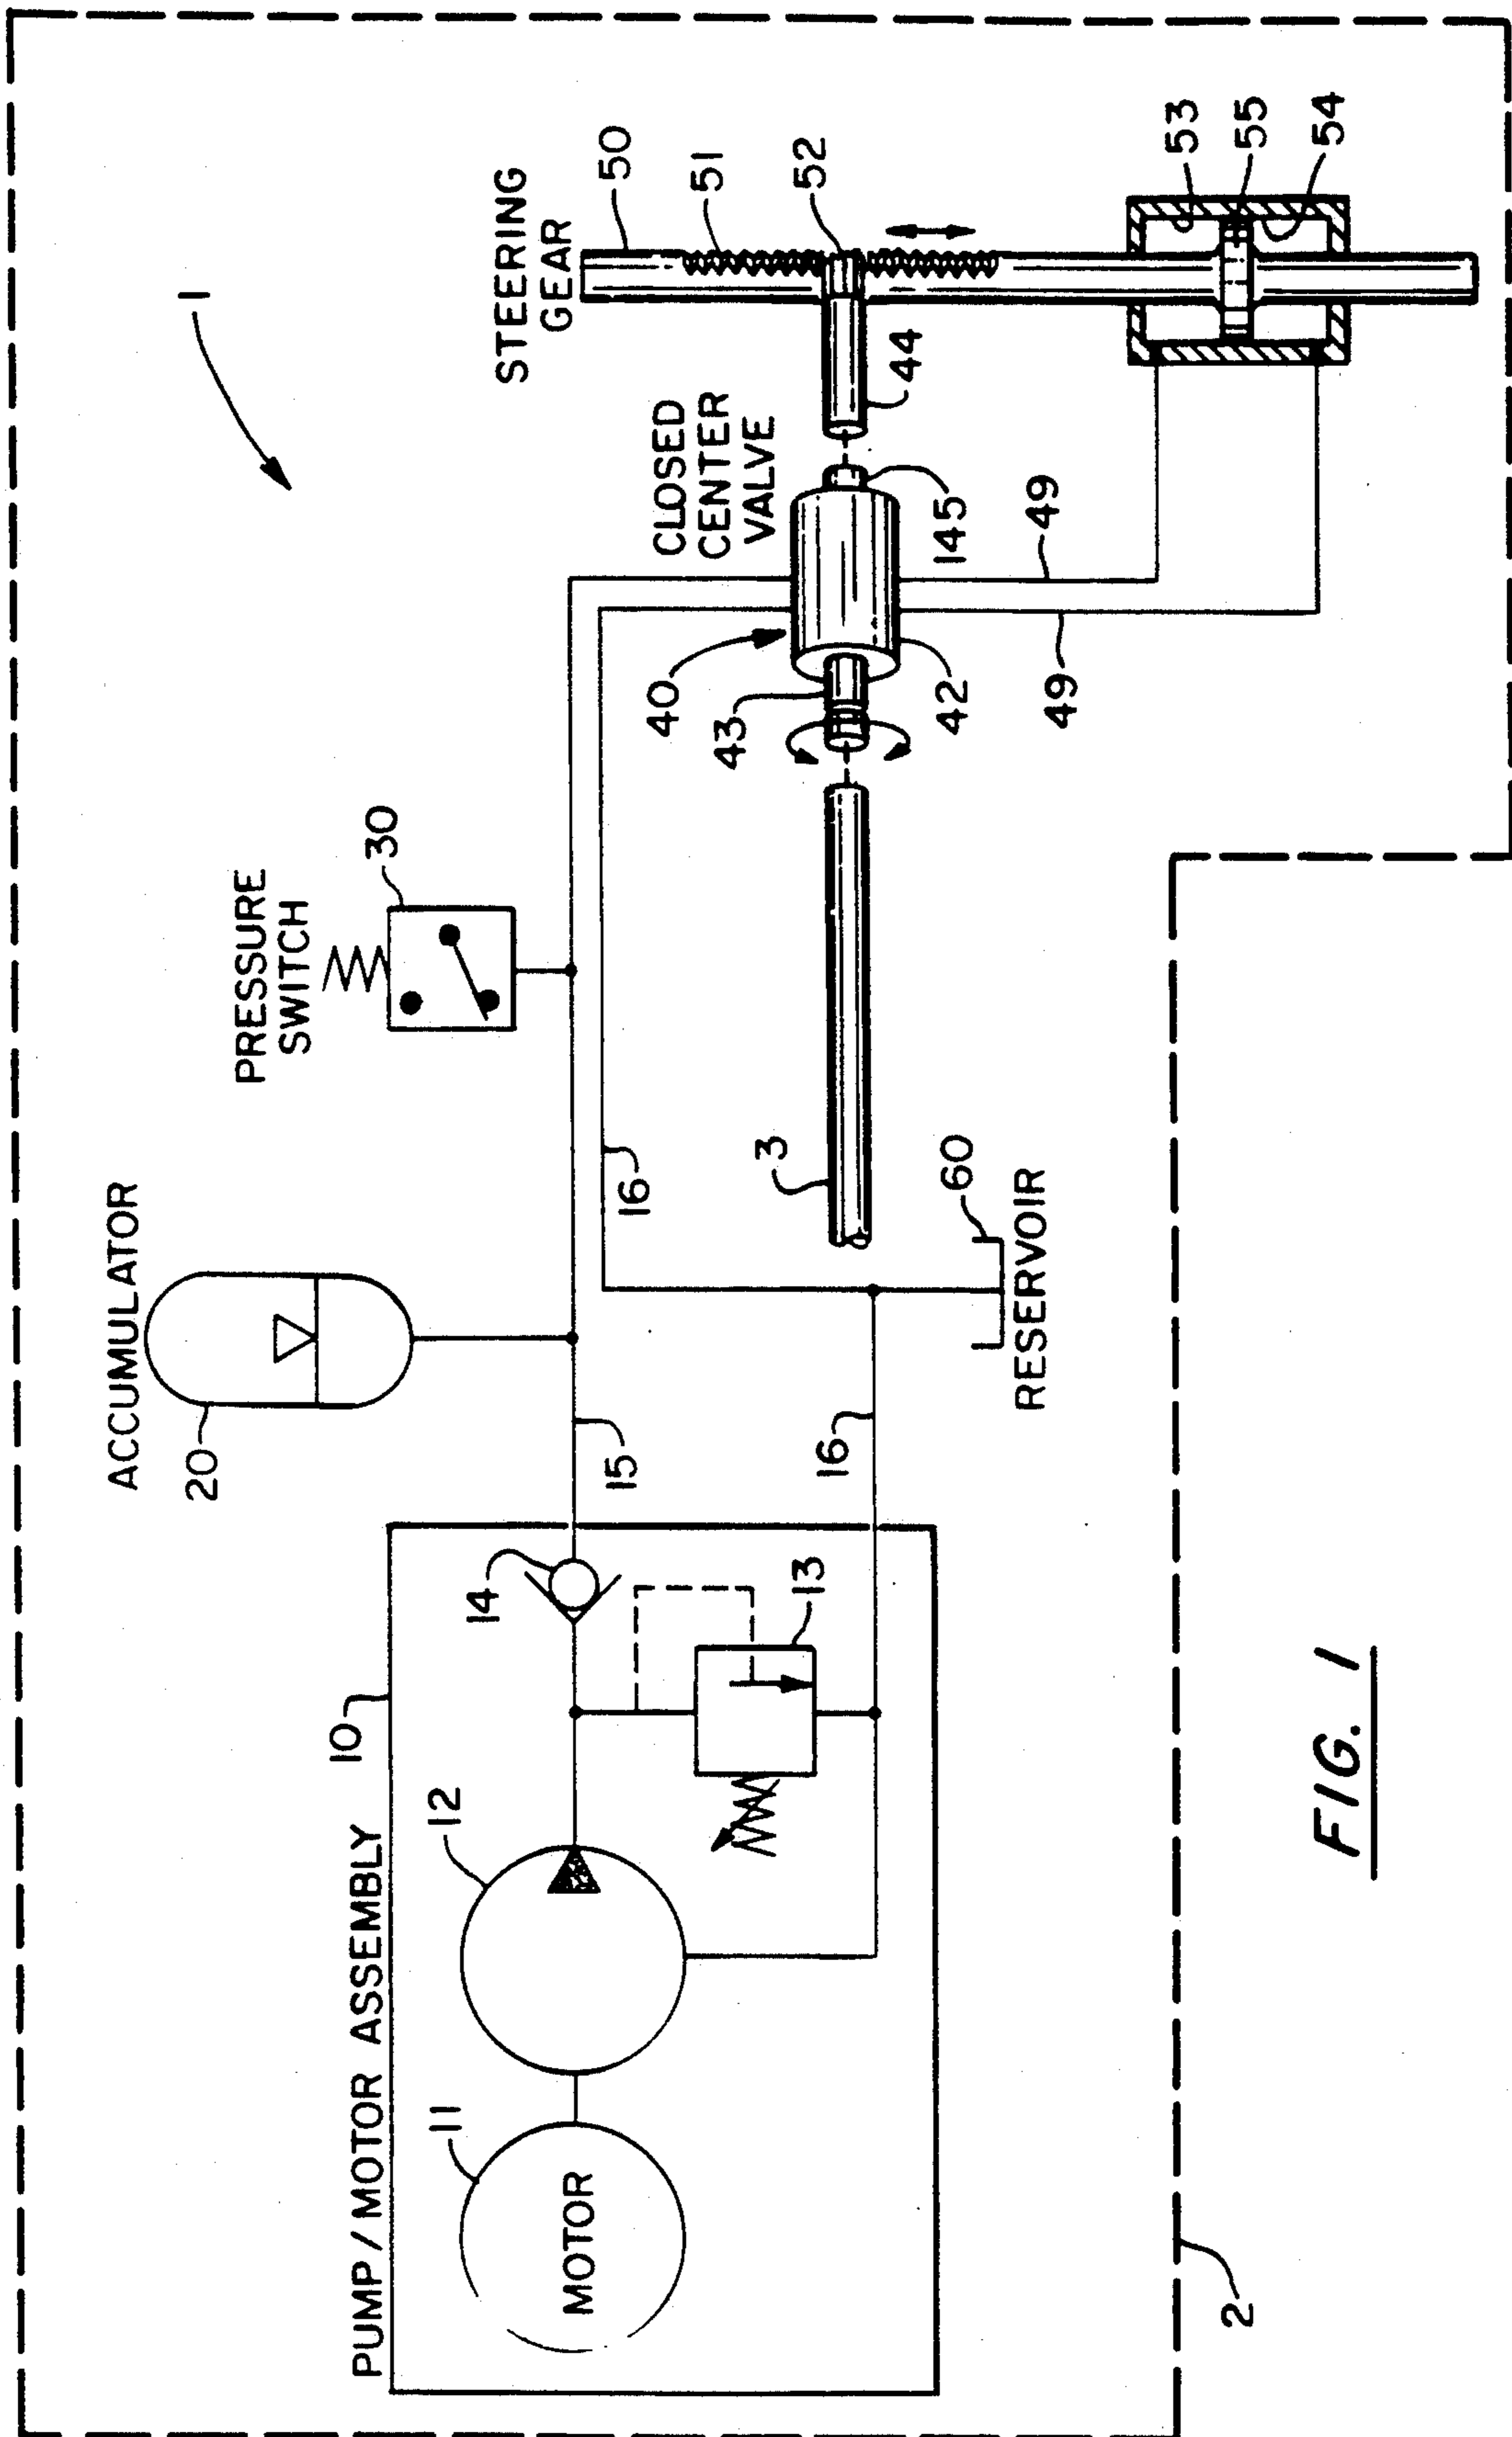 1
ACCUMULATOR
20
PRESSURE
SWITCH
30
STEERING
GEAR
50
51
52
CLOSED
CENTER
VALVE
44
145
40
43
42
49
49
53
55
54
PUMP / MOTOR ASSEMBLY
10
11
MOTOR
12
14
13
15
16
16
3
60
RESERVOIR
2
FIG. 1